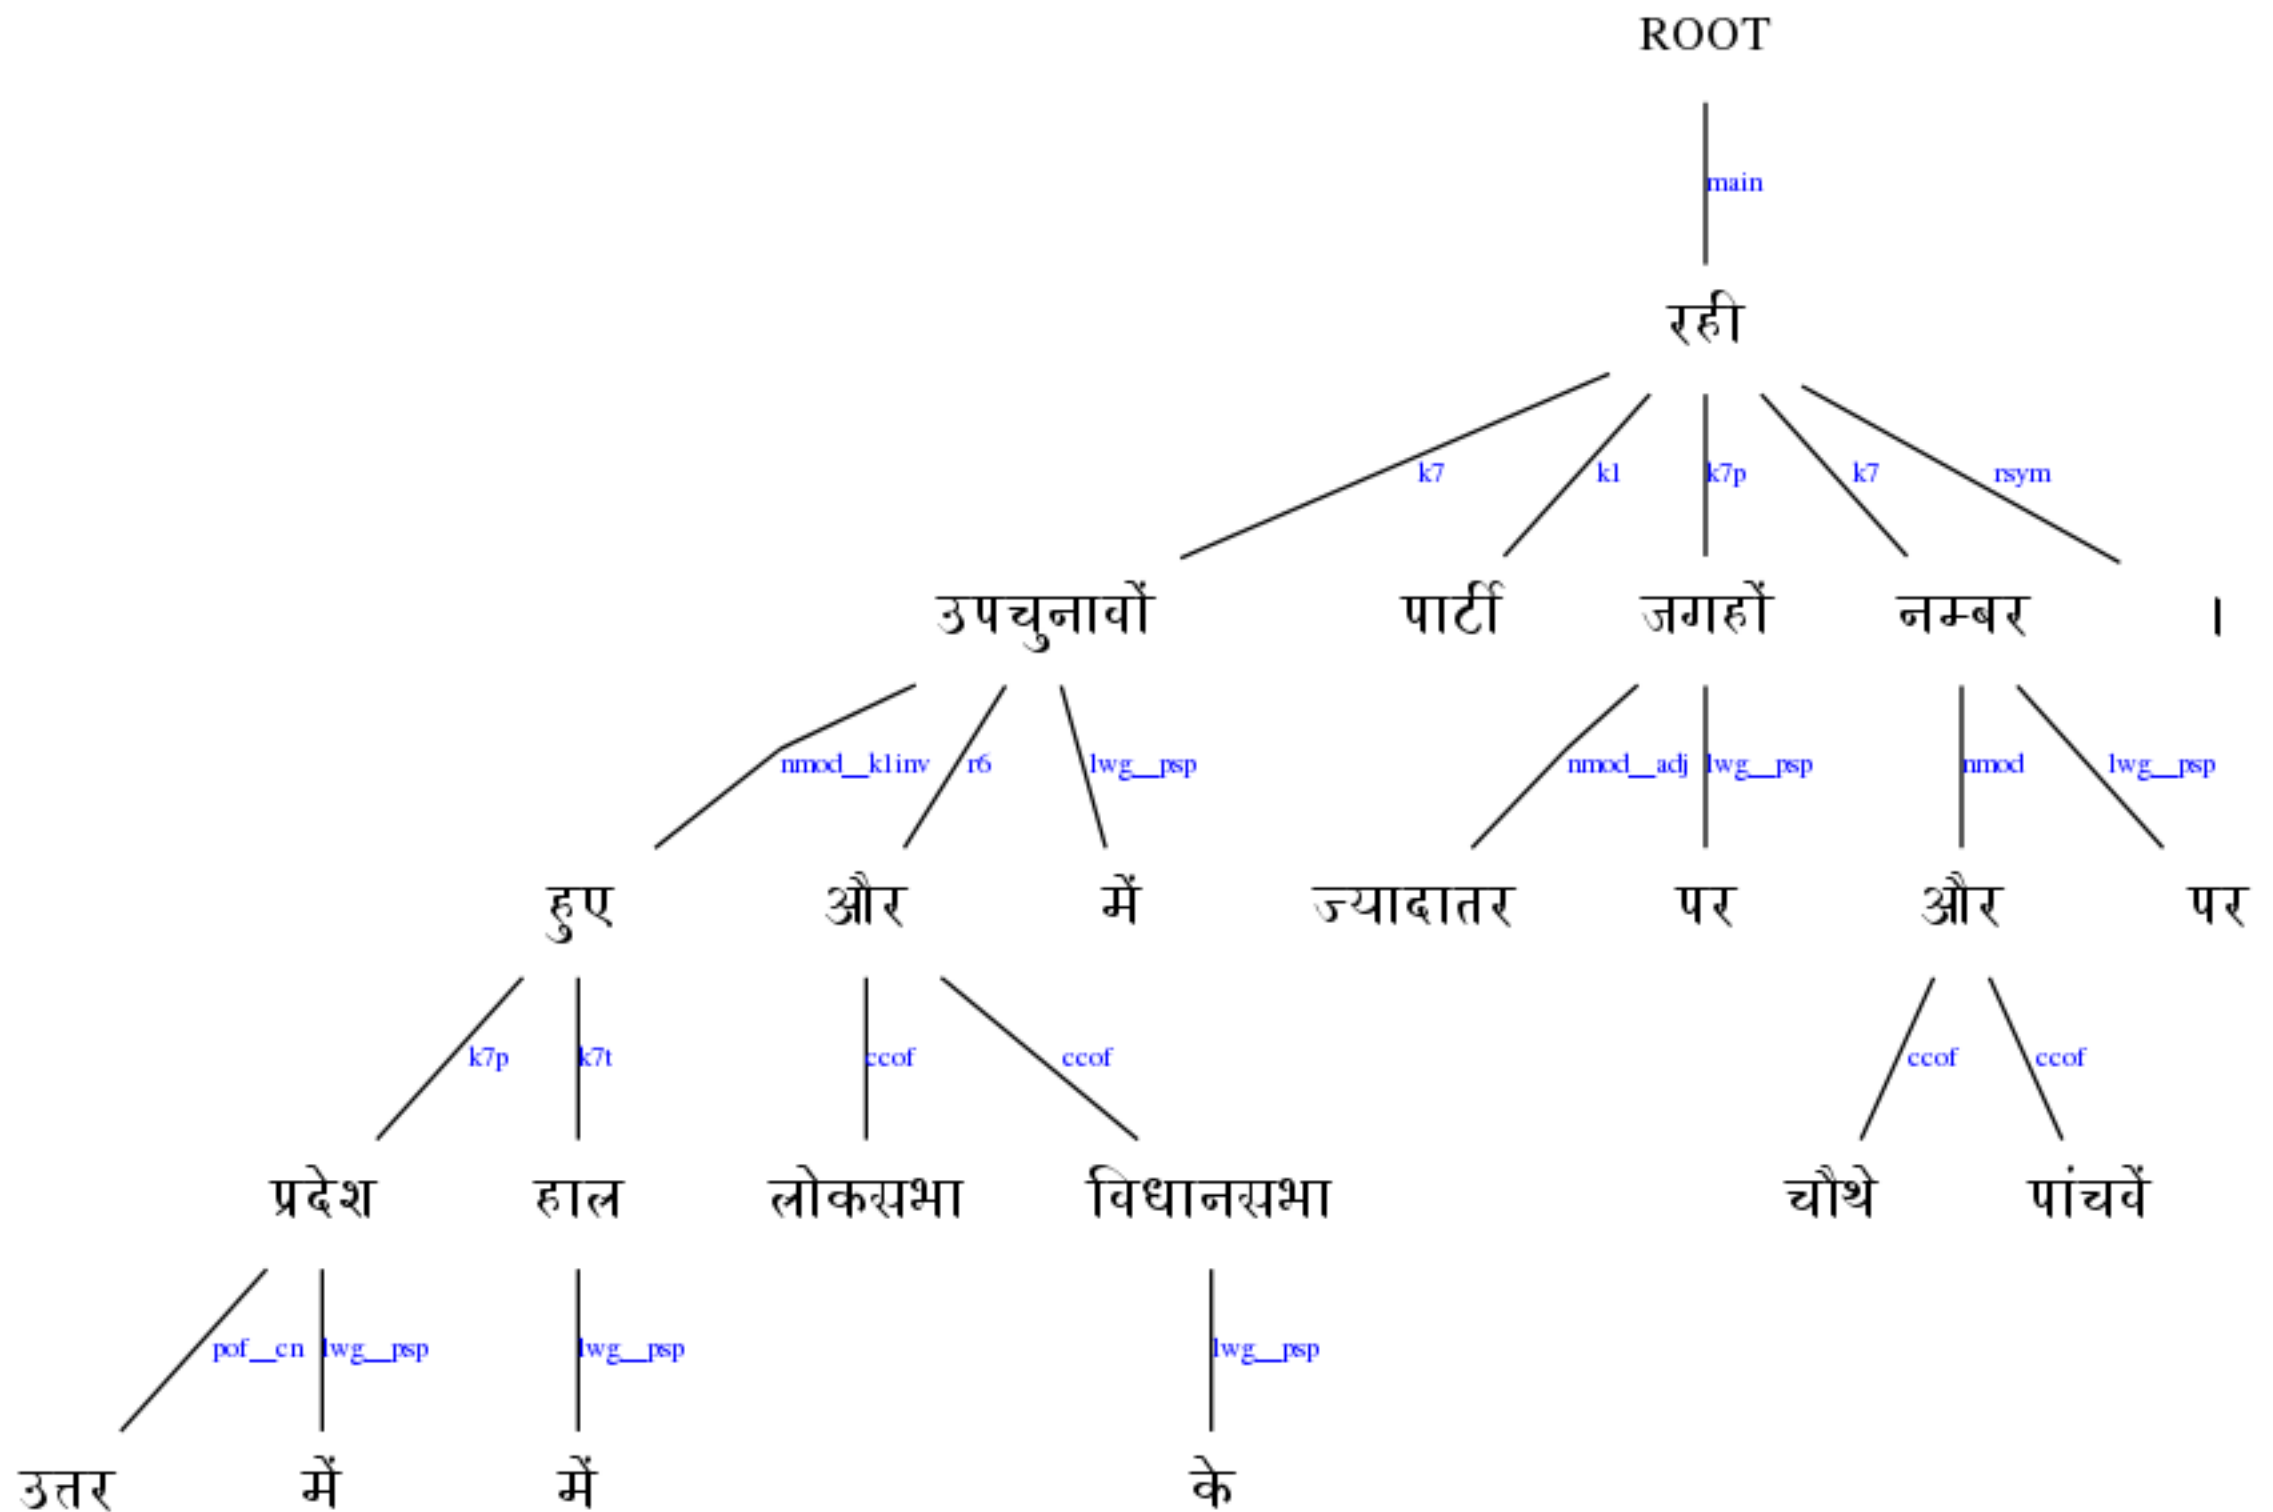 ROOT
main
रही
k7 k1 k7p k7 rsym
उपचुनावों पार्टी जगहों नम्बर ।
nmod__k1inv r6 lwg__psp nmod__adj lwg__psp nmod lwg__psp
हुए और में ज्यादातर पर और पर
k7p k7t ccof ccof ccof ccof
प्रदेश हाल लोकसभा विधानसभा चौथे पांचवें
pof__cn lwg__psp lwg__psp lwg__psp
उत्तर में में के